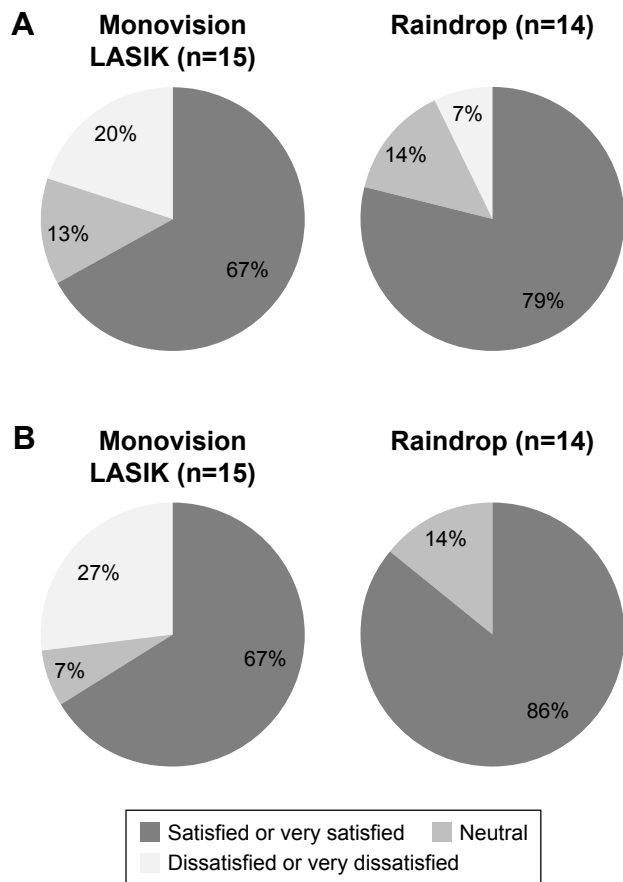 A
Monovision
LASIK (n=15)
Raindrop (n=14)
20%
13%
67%
7%
14%
79%
B
Monovision
LASIK (n=15)
Raindrop (n=14)
27%
7%
67%
14%
86%
Satisfied or very satisfied
Neutral
Dissatisfied or very dissatisfied